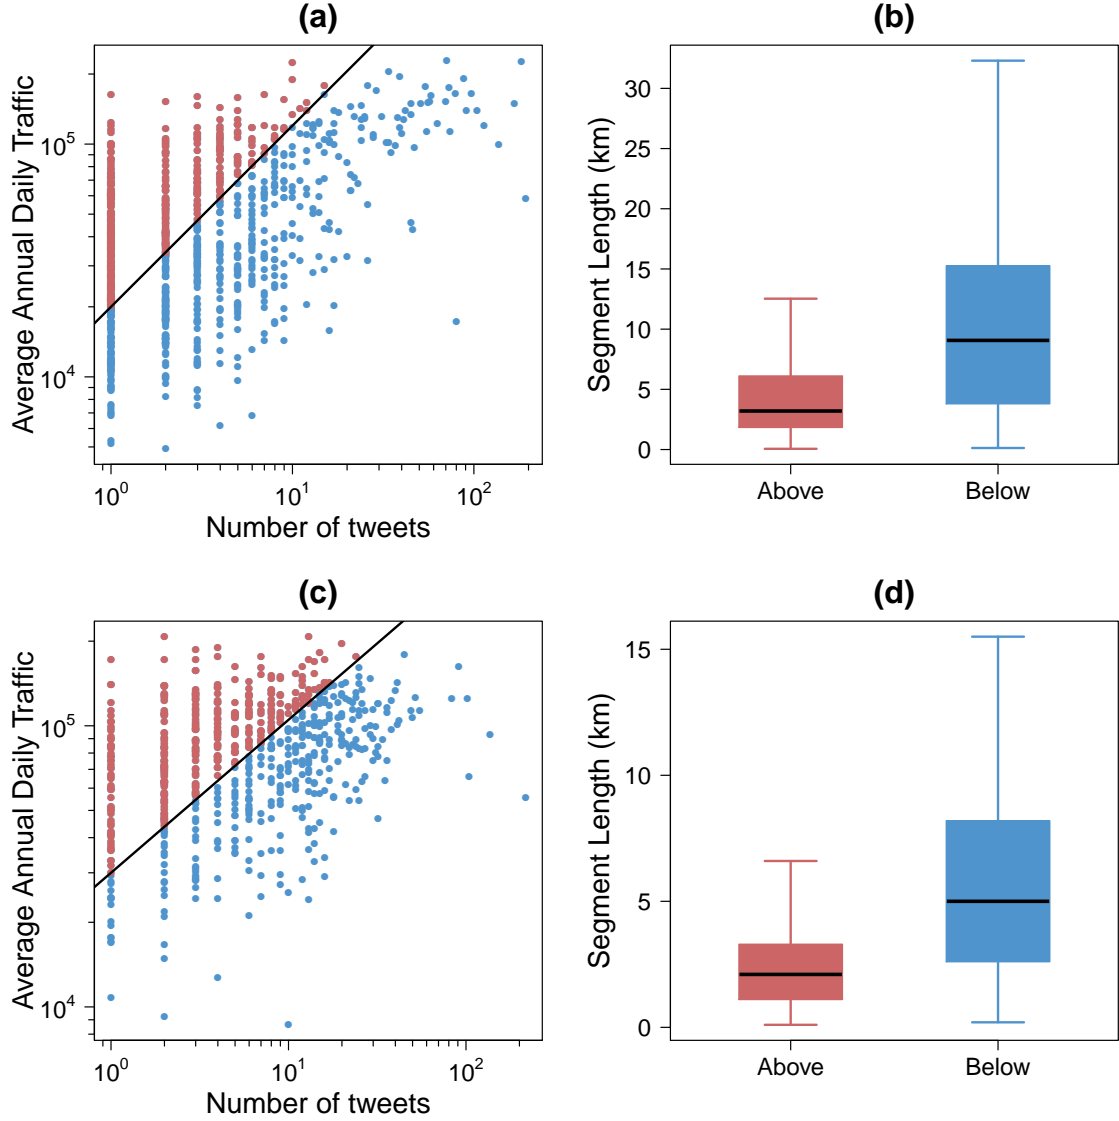 (a)
Average Annual Daily Traffic
10^5
10^4
10^0
10^1
10^2
Number of tweets
(b)
Segment Length (km)
30
25
20
15
10
5
0
Above
Below
(c)
Average Annual Daily Traffic
10^5
10^4
10^0
10^1
10^2
Number of tweets
(d)
Segment Length (km)
15
10
5
0
Above
Below